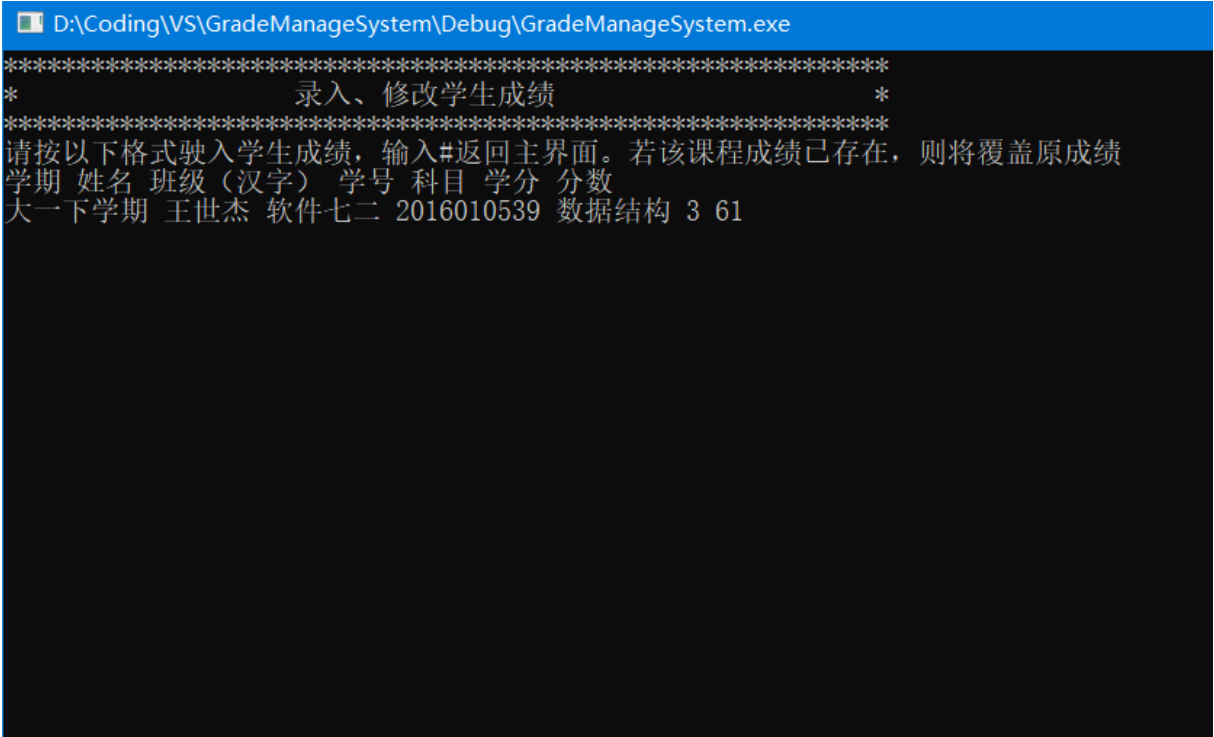 D:\Coding\VS\GradeManageSystem\Debug\GradeManageSystem.exe
*************************************************************
* 录入、修改学生成绩 *
*************************************************************
请按以下格式驶入学生成绩，输入#返回主界面。若该课程成绩已存在，则将覆盖原成绩
学期 姓名 班级（汉字） 学号 科目 学分 分数
大一下学期 王世杰 软件七二 2016010539 数据结构 3 61